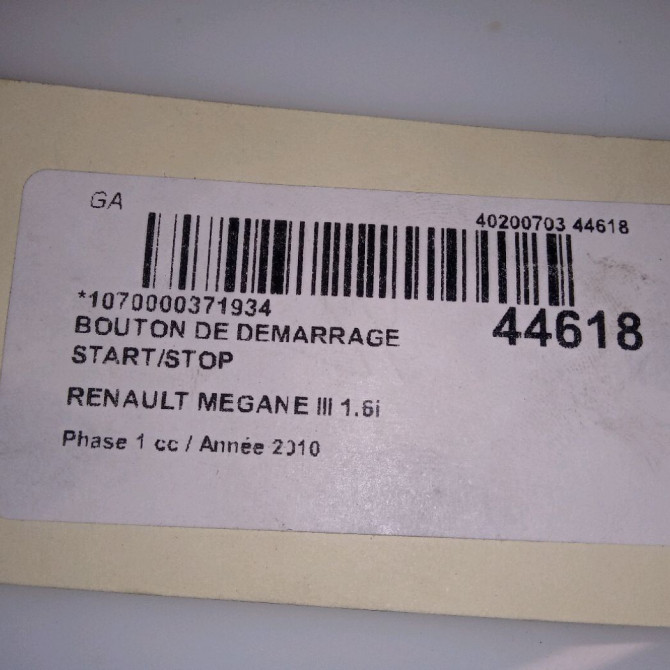 GA
40200703 44618
*1070000371934
44618
BOUTON DE DEMARRAGE
START/STOP
RENAULT MEGANE III 1.6i
Phase 1 cc / Année 2010